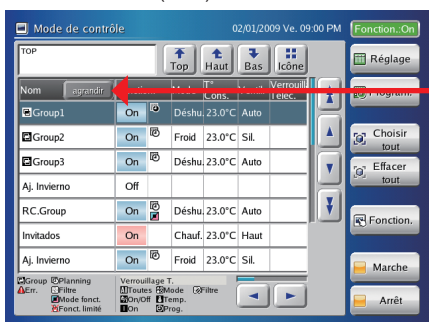 Mode de contrôle 02/01/2009 Ve. 09:00 PM Fonction.:On
TOP
Top Haut Bas Icône
Réglage
Nom agrandir Mode T° Cons. Verrouill. Télec.
Program.
Group1 On Déshu. 23.0°C Auto
Group2 On Froid 23.0°C Sil.
Choisir tout
Group3 On Déshu. 23.0°C Auto
Effacer tout
Aj. Invierno Off
RC.Group On Déshu. 23.0°C Auto
Fonction.
Invitados On Chauf. 23.0°C Haut
Aj. Invierno On Froid 23.0°C Sil.
Marche
Group Planning Verrouillage T.
Err. Filtre Toutes Mode Filtre
Mode fonct. On/Off Temp.
Fonct. limité On Prog.
Arrêt